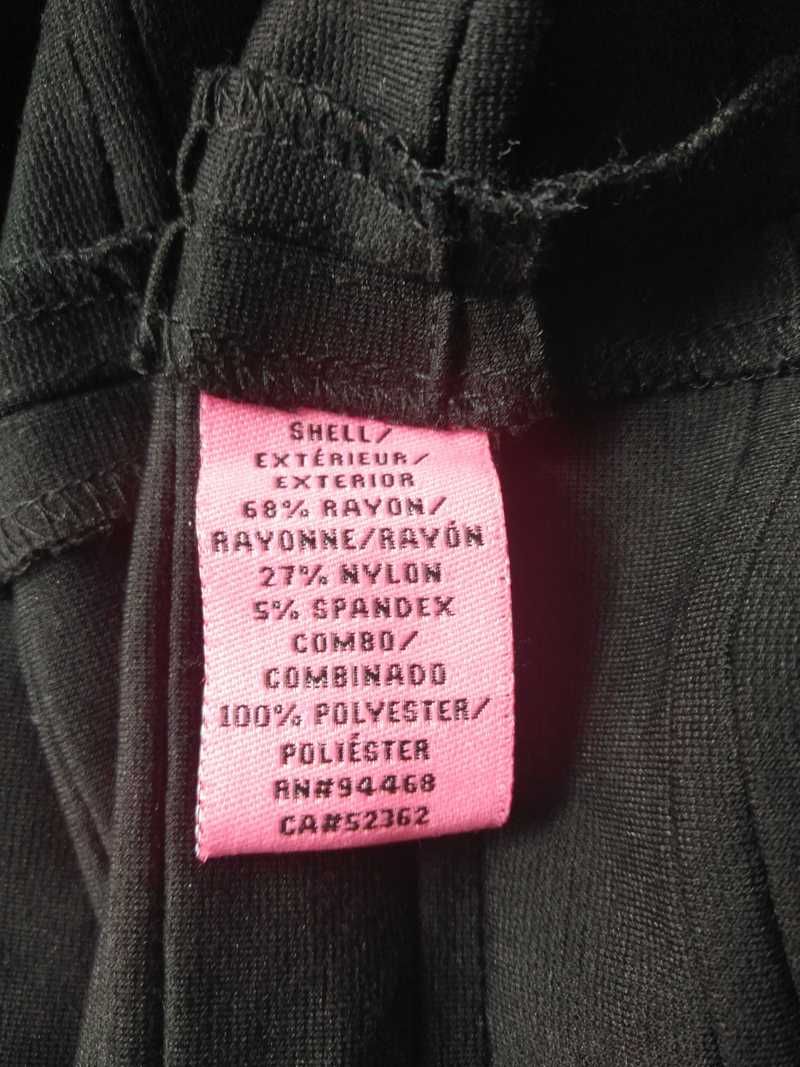 SHELL/
EXTÉRIEUR/
EXTERIOR
68% RAYON/
RAYONNE/RAYÓN
27% NYLON
5% SPANDEX
COMBO/
COMBINADO
100% POLYESTER/
POLIÉSTER
RN#94468
CA#52362